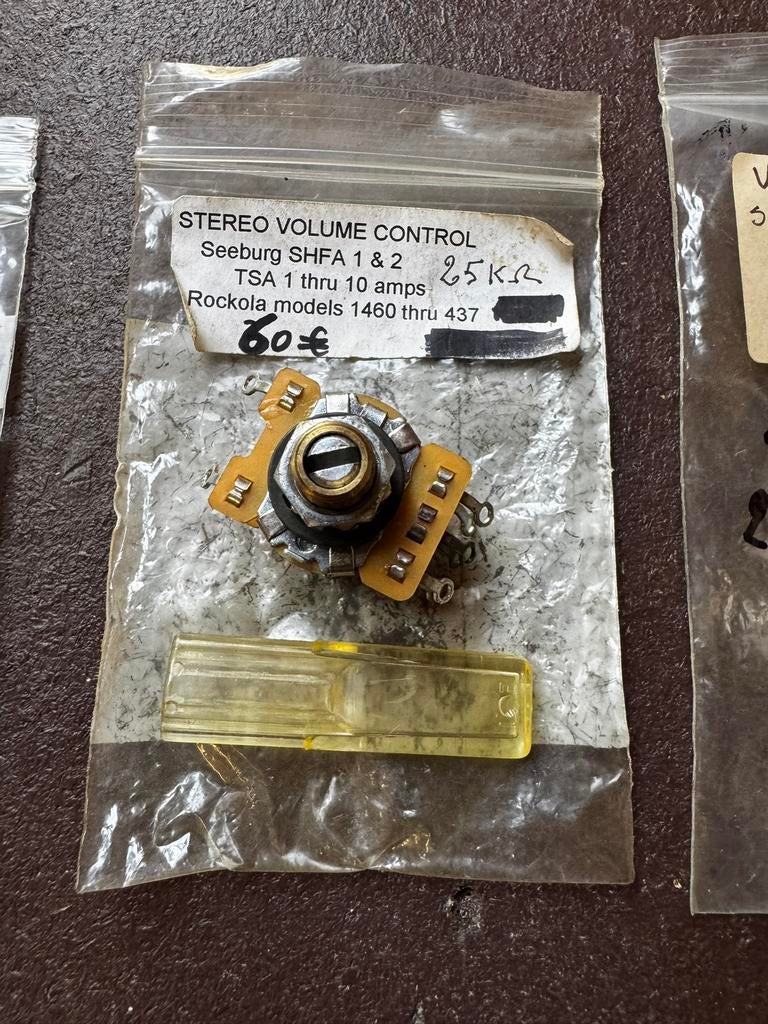 STEREO VOLUME CONTROL
Seeburg SHFA 1 & 2
TSA 1 thru 10 amps 25KΩ
Rockola models 1460 thru 437
60€